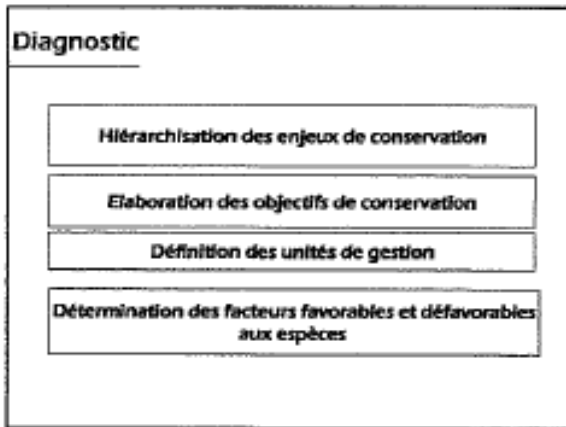 Diagnostic
Hiérarchisation des enjeux de conservation
Elaboration des objectifs de conservation
Définition des unités de gestion
Détermination des facteurs favorables et défavorables
aux espèces